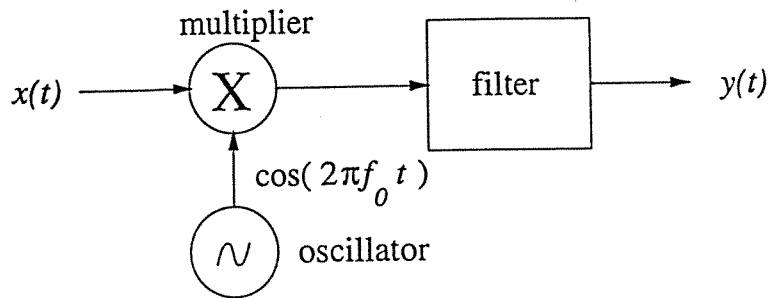 multiplier
x(t)
X
filter
y(t)
cos( 2πf₀ t )
oscillator